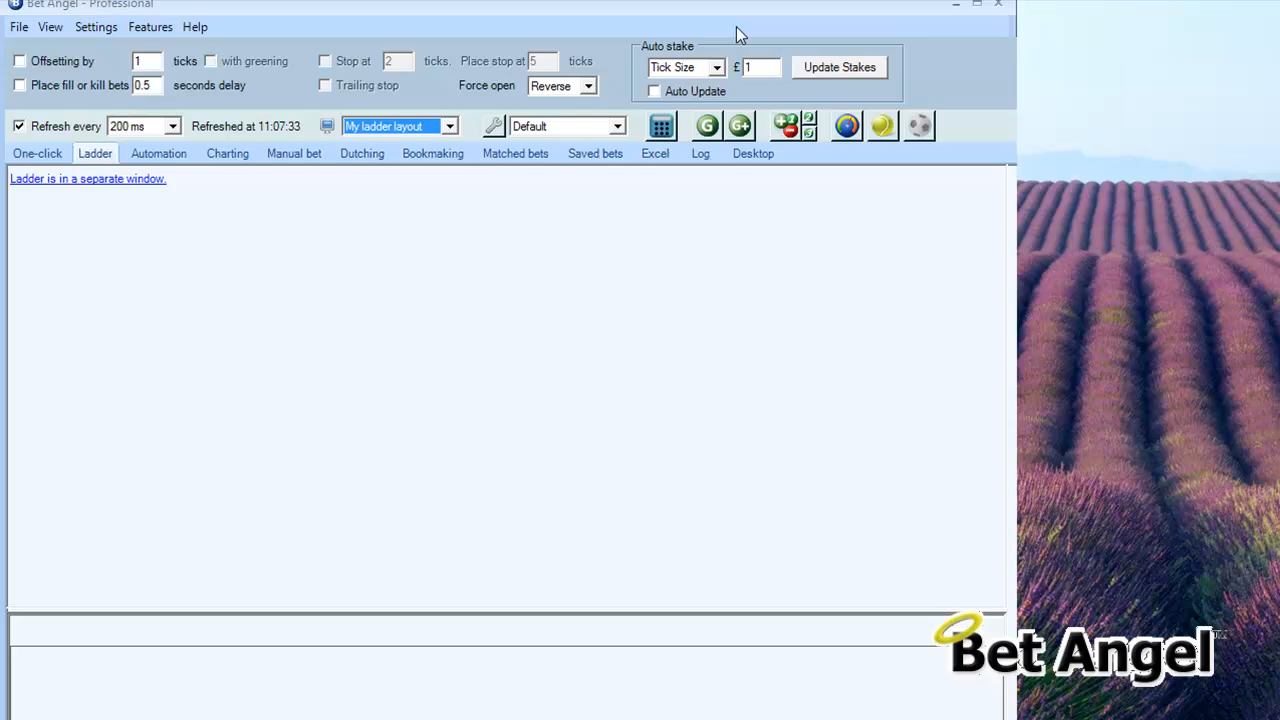 Bet Angel - Professional
File View Settings Features Help
Offsetting by 1 ticks with greening Stop at 2 ticks. Place stop at 5 ticks
Place fill or kill bets 0.5 seconds delay Trailing stop Force open Reverse
Auto stake
Tick Size £ 1 Update Stakes
Auto Update
Refresh every 200 ms Refreshed at 11:07:33 My ladder layout Default G G+
One-click Ladder Automation Charting Manual bet Dutching Bookmaking Matched bets Saved bets Excel Log Desktop
Ladder is in a separate window.
Bet Angel